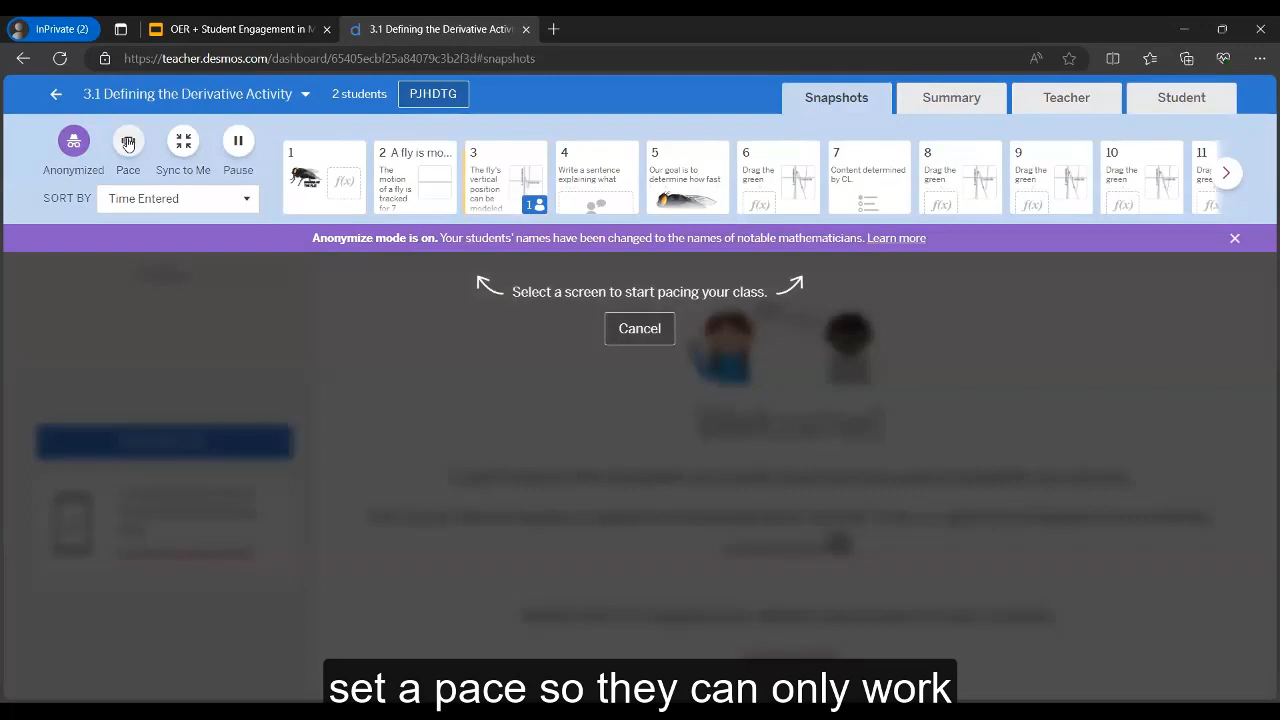 InPrivate (2)
OER + Student Engagement in M
3.1 Defining the Derivative Activi
https://teacher.desmos.com/dashboard/65405ecbf25a84079c3b2f3d#snapshots
3.1 Defining the Derivative Activity
2 students
PJHDTG
Snapshots
Summary
Teacher
Student
Anonymized
Pace
Sync to Me
Pause
SORT BY
Time Entered
1
f(x)
2 A fly is mo...
The
motion
of a fly is
tracked
for 7
3
The fly's
vertical
position
can be
modeled
1
4
Write a sentence
explaining what
5
Our goal is to
determine how fast
6
Drag the
green
f(x)
7
Content determined
by CL.
8
Drag the
green
f(x)
9
Drag the
green
f(x)
10
Drag the
green
f(x)
11
Drag
gree
f(
Anonymize mode is on. Your students' names have been changed to the names of notable mathematicians. Learn more
Select a screen to start pacing your class.
Cancel
set a pace so they can only work